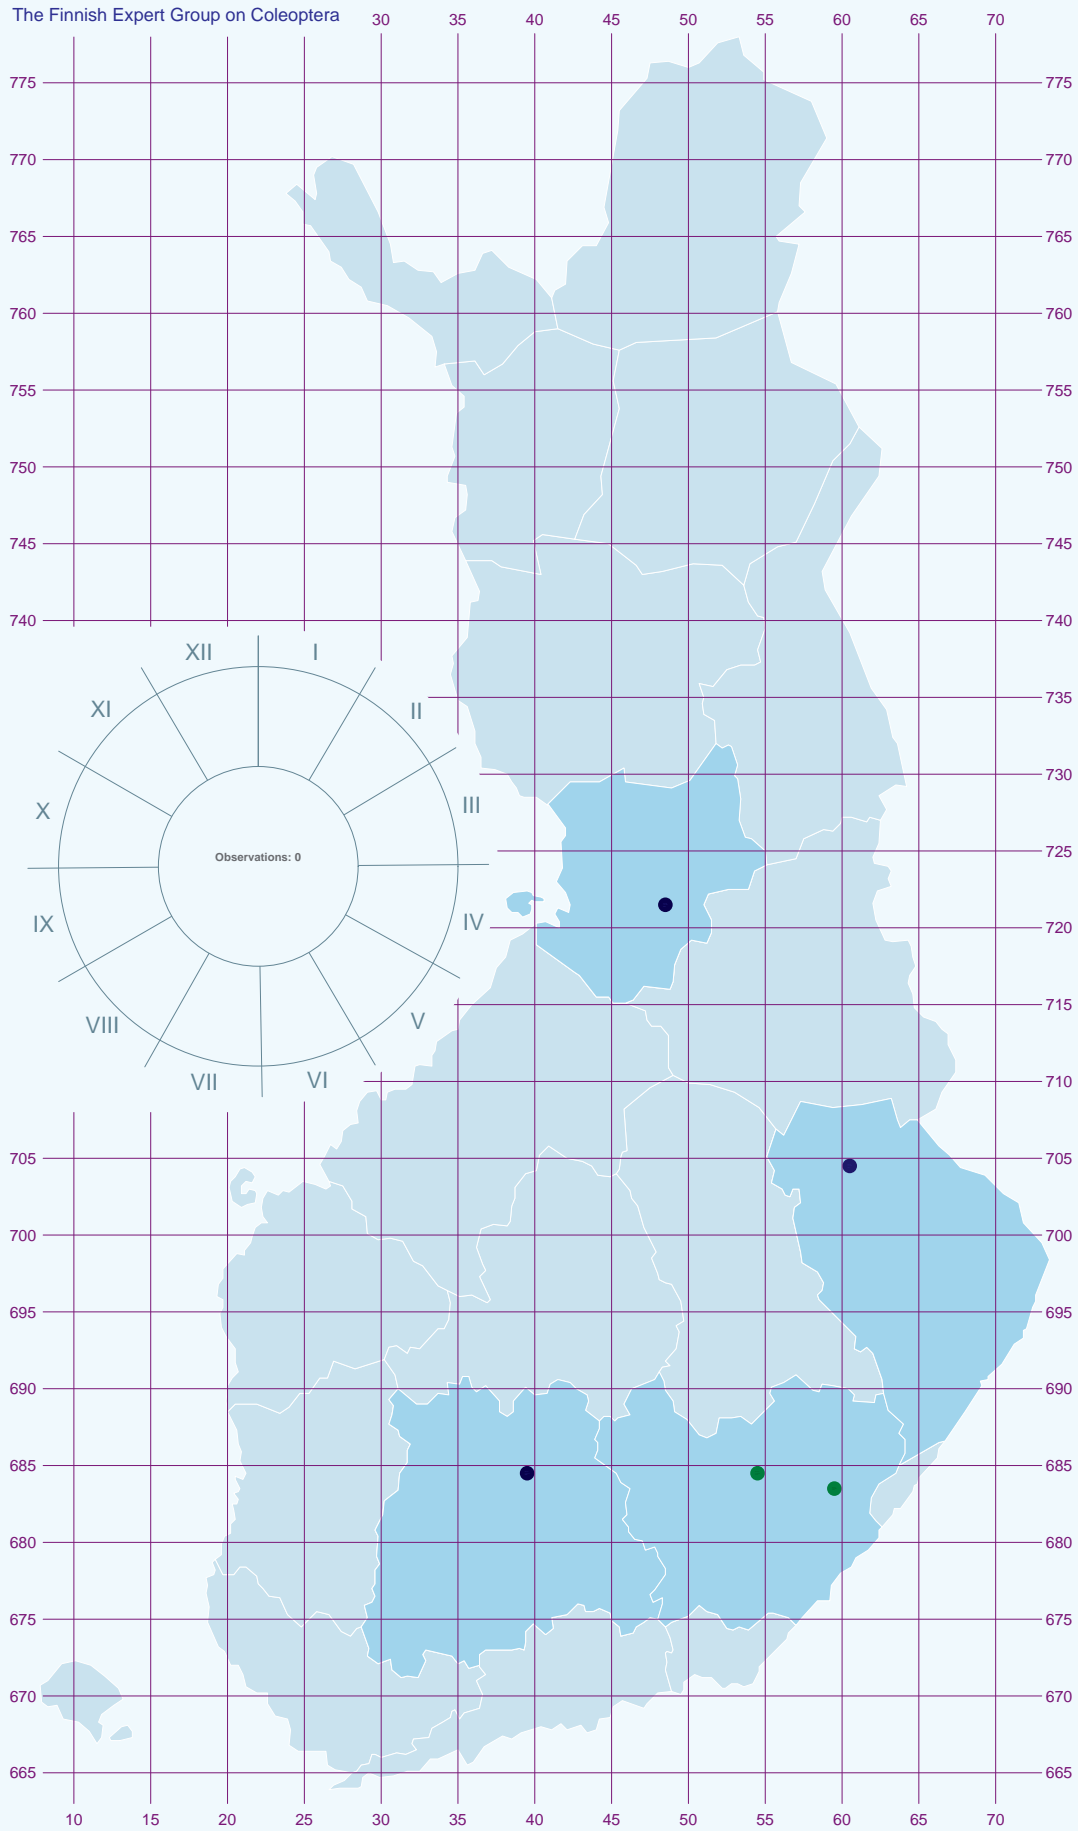 The Finnish Expert Group on Coleoptera
30 40 45 50 55 60 70
775 775
770 770
765 765
760 760
755 755
750 750
745 745
740 740
XII I
XI II
735
730
X III
725
Observations: 0
IX IV
720
715
VIII V
VII VI
710
705 705
700 700
695 695
690 690
685 685
680 680
675 675
670 670
665 665
10 15 20 25 30 35 40 45 50 55 60 70